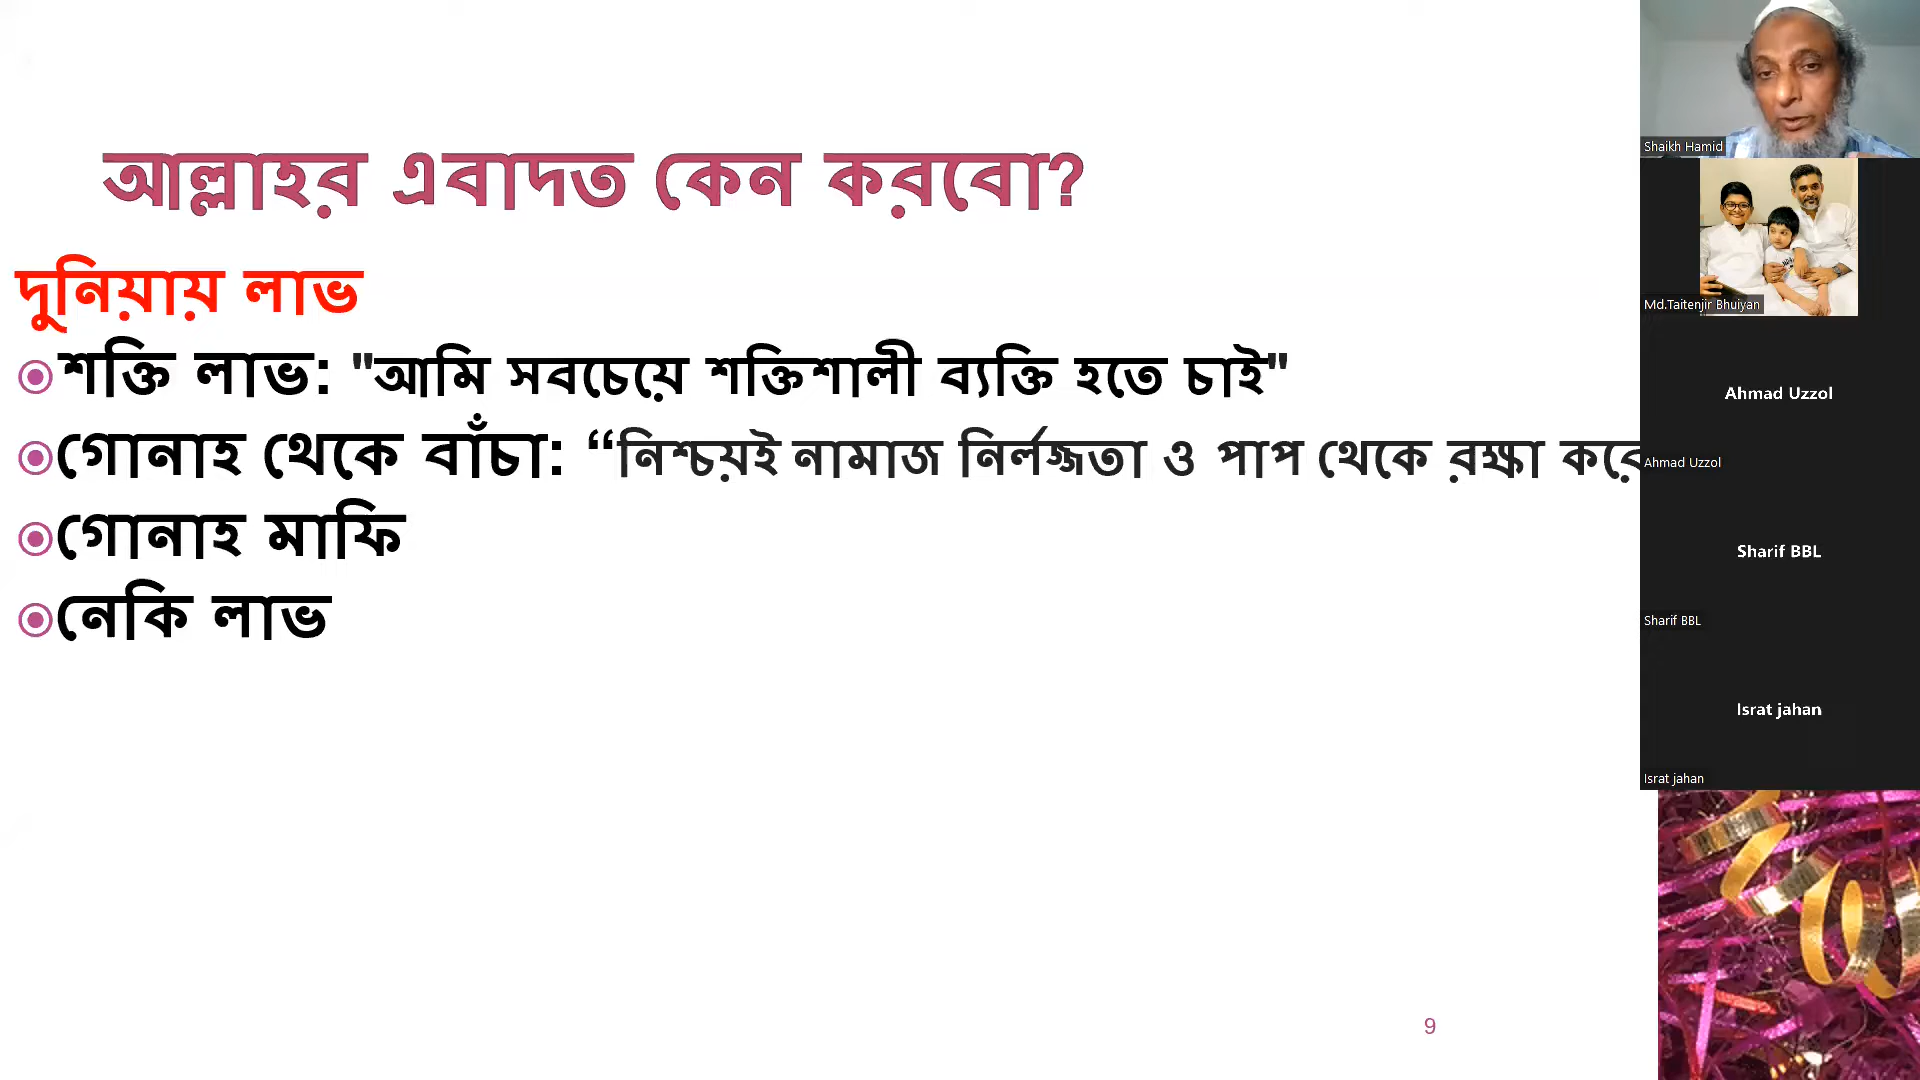 আল্লাহর এবাদত কেন করবো?
দুনিয়ায় লাভ
শক্তি লাভ: "আমি সবচেয়ে শক্তিশালী ব্যক্তি হতে চাই"
গোনাহ থেকে বাঁচা: “নিশ্চয়ই নামাজ নির্লজ্জতা ও পাপ থেকে রক্ষা করে
গোনাহ মাফি
নেকি লাভ
9
Shaikh Hamid
Md.Taitenjir Bhuiyan
Ahmad Uzzol
Ahmad Uzzol
Sharif BBL
Sharif BBL
Israt jahan
Israt jahan